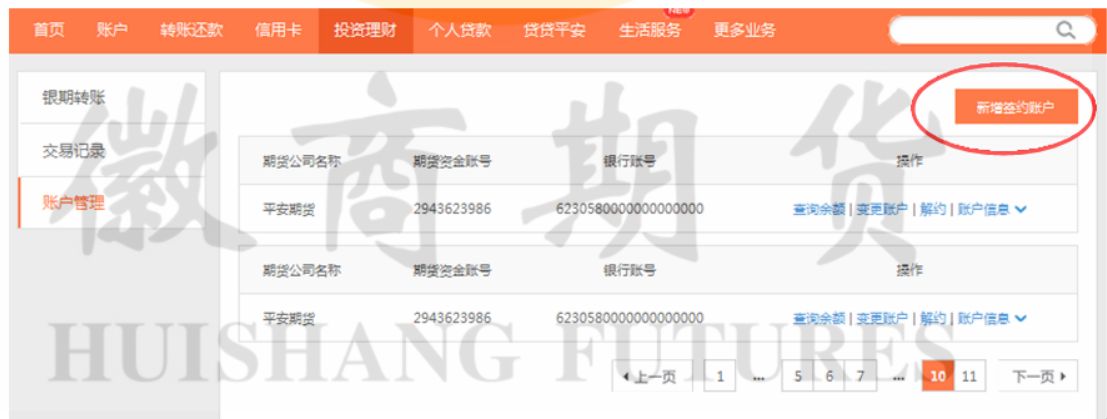 NEW
首页 账户 转账还款 信用卡 投资理财 个人贷款 贷贷平安 生活服务 更多业务
银期转账
新增签约账户
交易记录
期货公司名称 期货资金账号 银行账号 操作
账户管理
平安期货 2943623986 6230580000000000000 查询余额 | 变更账户 | 解约 | 账户信息
期货公司名称 期货资金账号 银行账号 操作
平安期货 2943623986 6230580000000000000 查询余额 | 变更账户 | 解约 | 账户信息
上一页 1 ... 5 6 7 ... 10 11 下一页
徽商期货
HUISHANG FUTURES